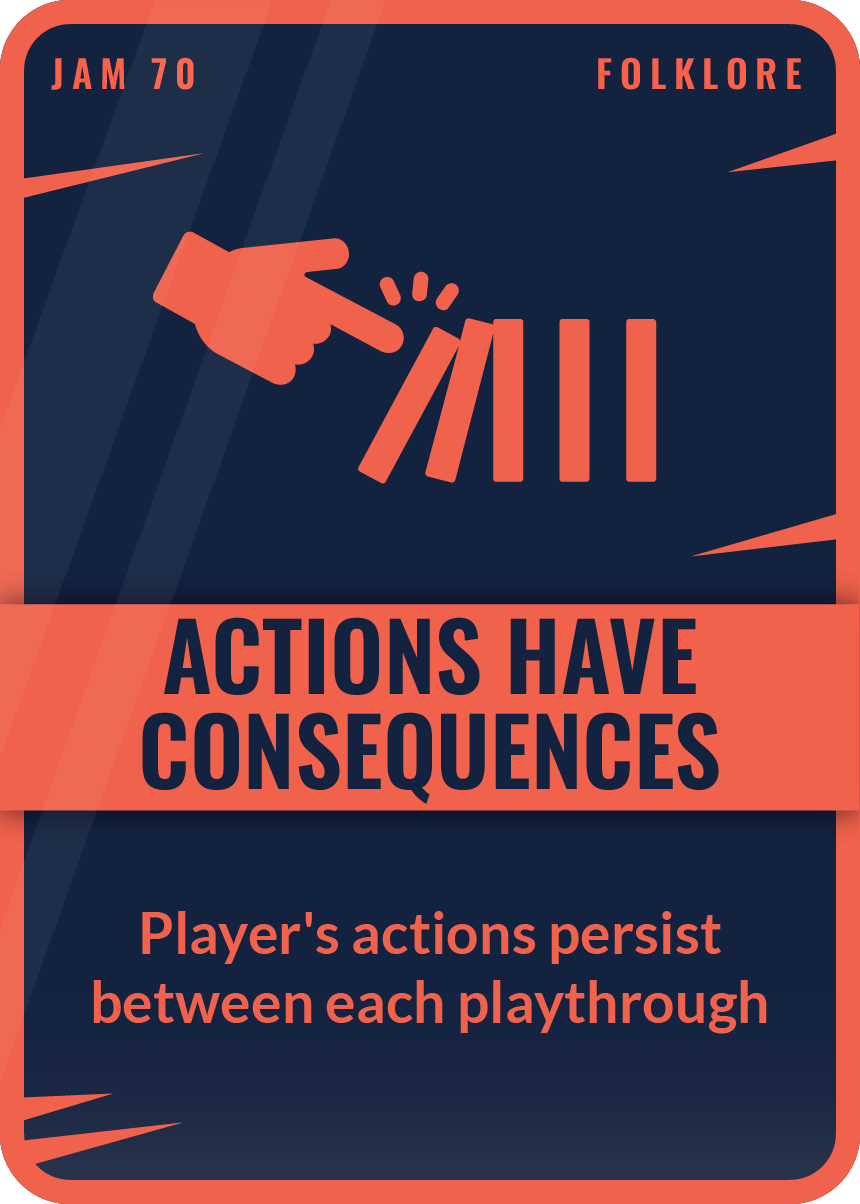 JAM 70
FOLKLORE
ACTIONS HAVE
CONSEQUENCES
Player's actions persist
between each playthrough